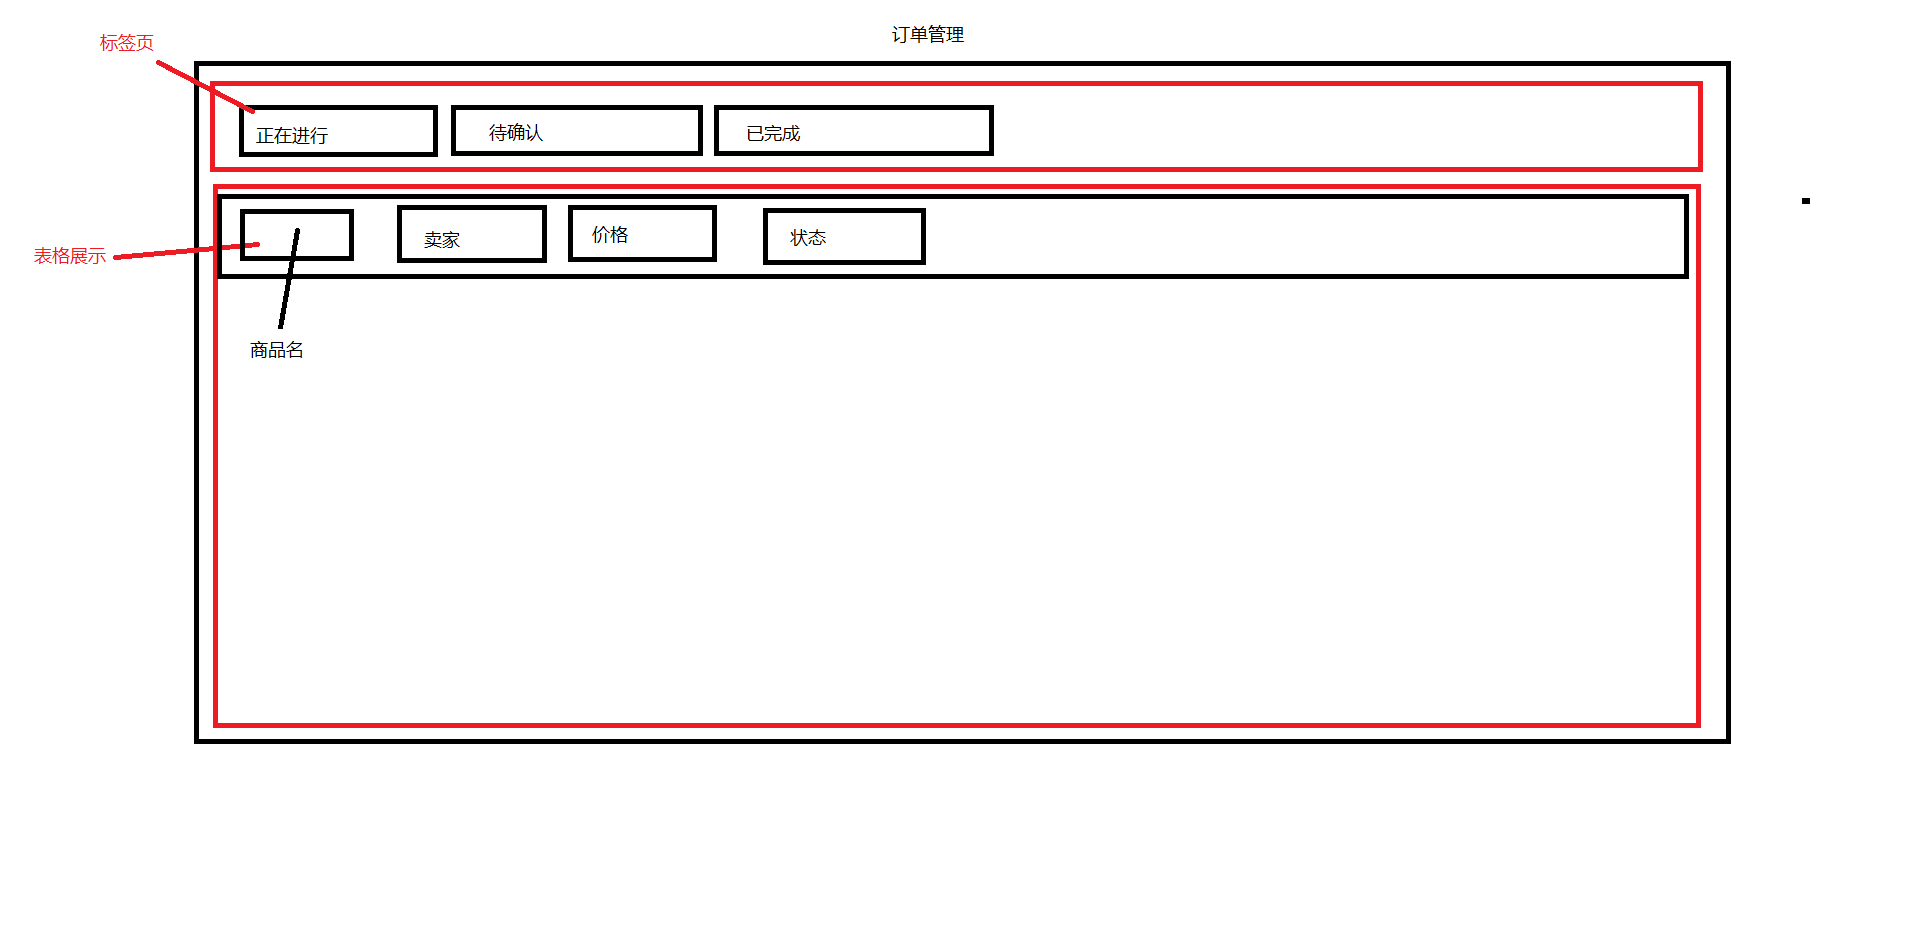 订单管理
标签页
正在进行
待确认
已完成
表格展示
卖家
价格
状态
商品名